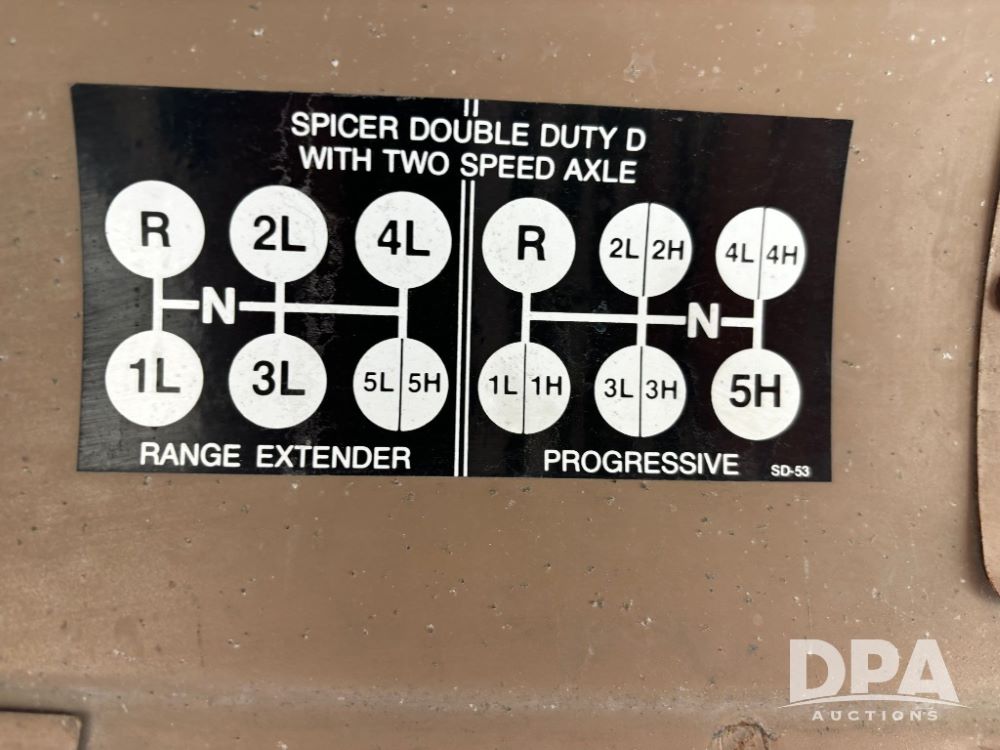 SPICER DOUBLE DUTY D
WITH TWO SPEED AXLE
R 2L 4L
N
1L 3L 5L 5H
RANGE EXTENDER
R 2L 2H 4L 4H
N
1L 1H 3L 3H 5H
PROGRESSIVE SD-53
DPA
AUCTIONS